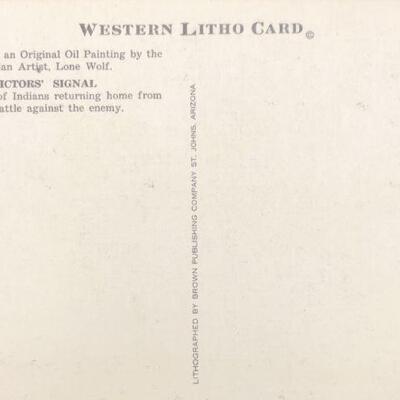 WESTERN LITHO CARD©
an Original Oil Painting by the
an Artist, Lone Wolf.
ICTORS' SIGNAL
of Indians returning home from
attle against the enemy.
LITHOGRAPHED BY BROWN PUBLISHING COMPANY ST. JOHNS, ARIZONA